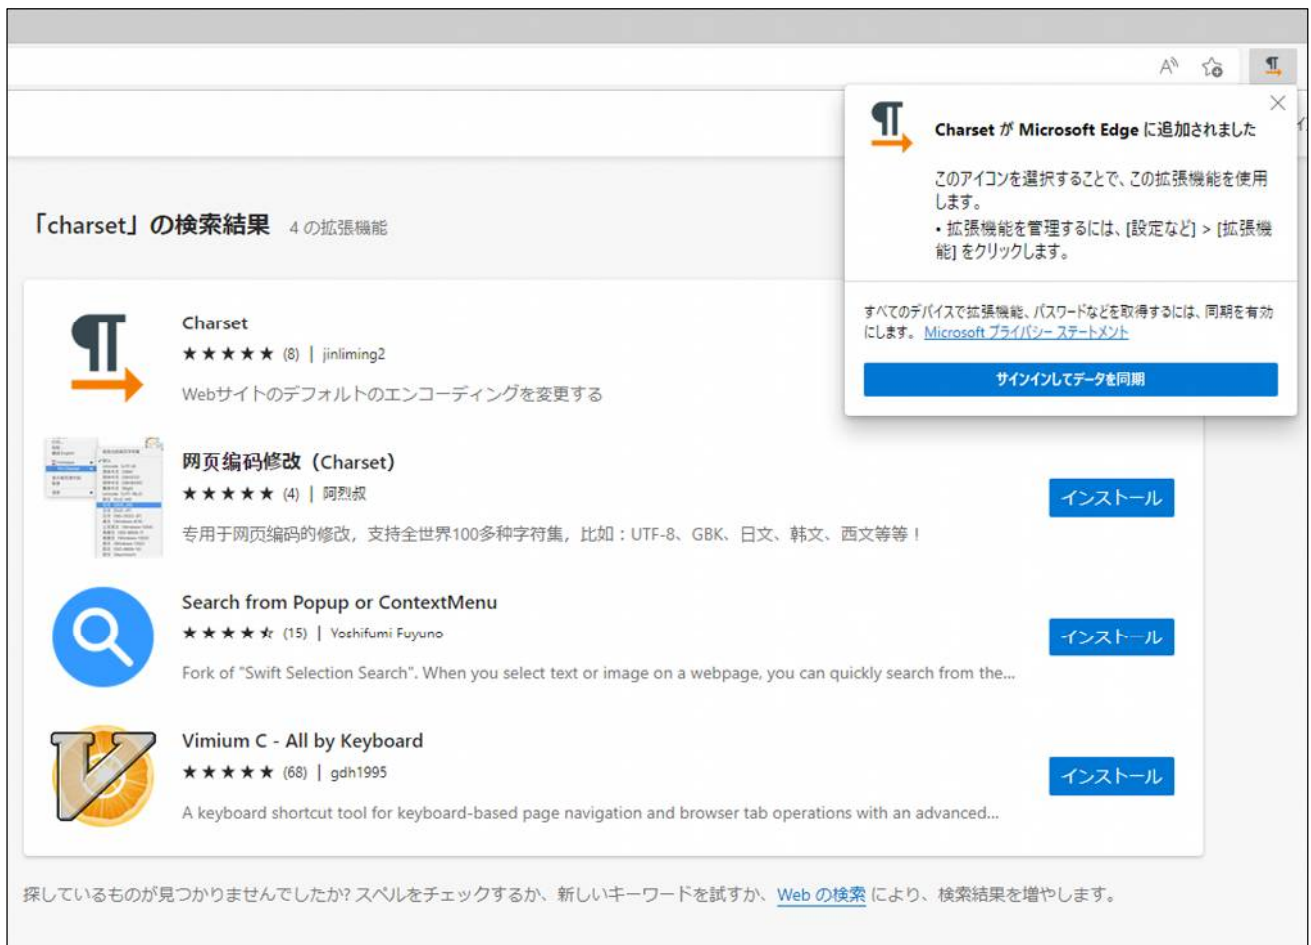 Charset が Microsoft Edge に追加されました
このアイコンを選択することで、この拡張機能を使用
します。
• 拡張機能を管理するには、[設定など] > [拡張機
能] をクリックします。
すべてのデバイスで拡張機能、パスワードなどを取得するには、同期を有効
にします。 Microsoft プライバシー ステートメント
サインインしてデータを同期
「charset」の検索結果 4 の拡張機能
Charset
★★★★★ (8) | jinliming2
Webサイトのデフォルトのエンコーディングを変更する
网页编码修改（Charset）
★★★★★ (4) | 阿烈叔
インストール
专用于网页编码的修改，支持全世界100多种字符集，比如：UTF-8、GBK、日文、韩文、西文等等！
Search from Popup or ContextMenu
★★★★⯪ (15) | Yoshifumi Fuyuno
インストール
Fork of "Swift Selection Search". When you select text or image on a webpage, you can quickly search from the...
Vimium C - All by Keyboard
★★★★★ (68) | gdh1995
インストール
A keyboard shortcut tool for keyboard-based page navigation and browser tab operations with an advanced...
探しているものが見つかりませんでしたか? スペルをチェックするか、新しいキーワードを試すか、Web の検索 により、検索結果を増やします。